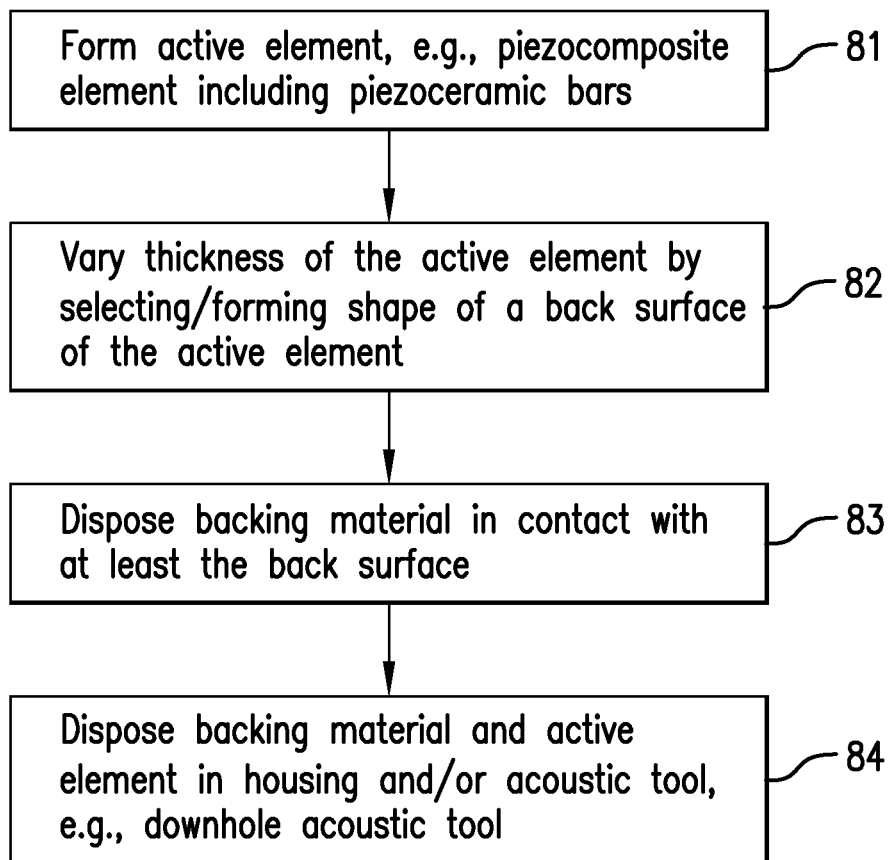 Form active element, e.g., piezocomposite
element including piezoceramic bars
81
Vary thickness of the active element by
selecting/forming shape of a back surface
of the active element
82
Dispose backing material in contact with
at least the back surface
83
Dispose backing material and active
element in housing and/or acoustic tool,
e.g., downhole acoustic tool
84